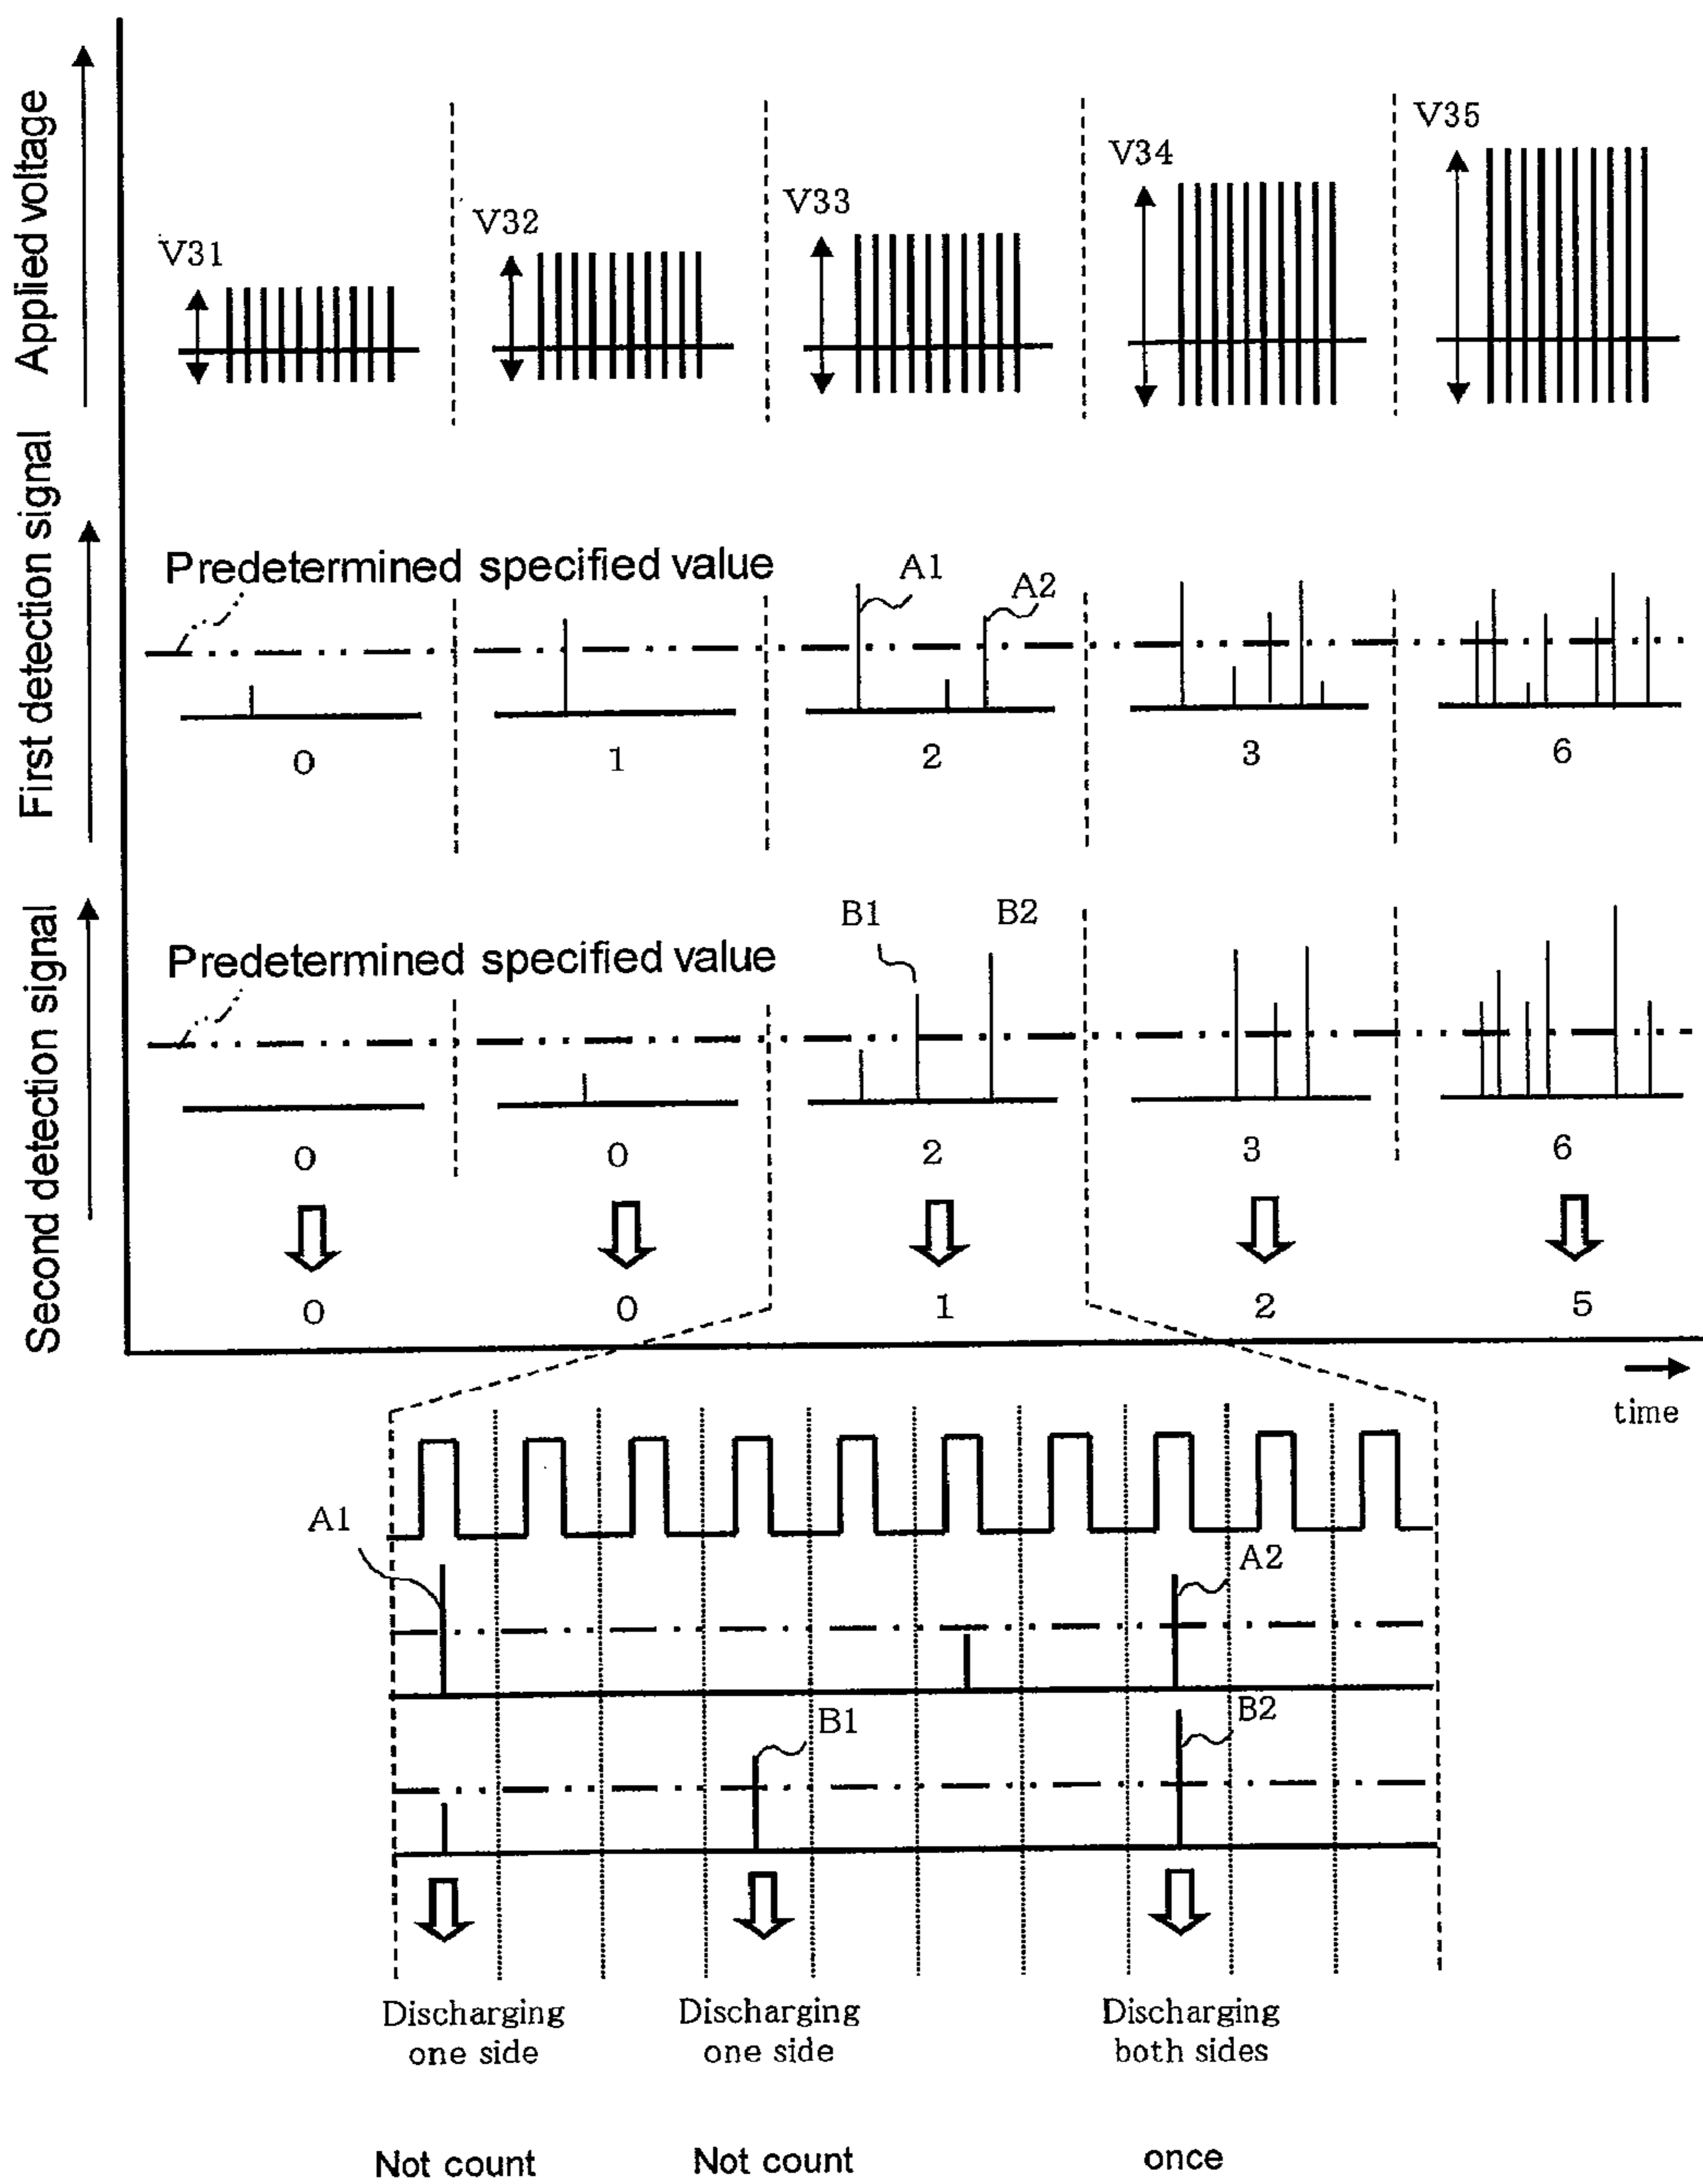 Applied voltage
V31
V32
V33
V34
V35
First detection signal
Predetermined specified value
A1
A2
0
1
2
3
6
Second detection signal
Predetermined specified value
B1
B2
0
0
2
3
6
0
0
1
2
5
time
A1
A2
B1
B2
Discharging
one side
Discharging
one side
Discharging
both sides
Not count
Not count
once